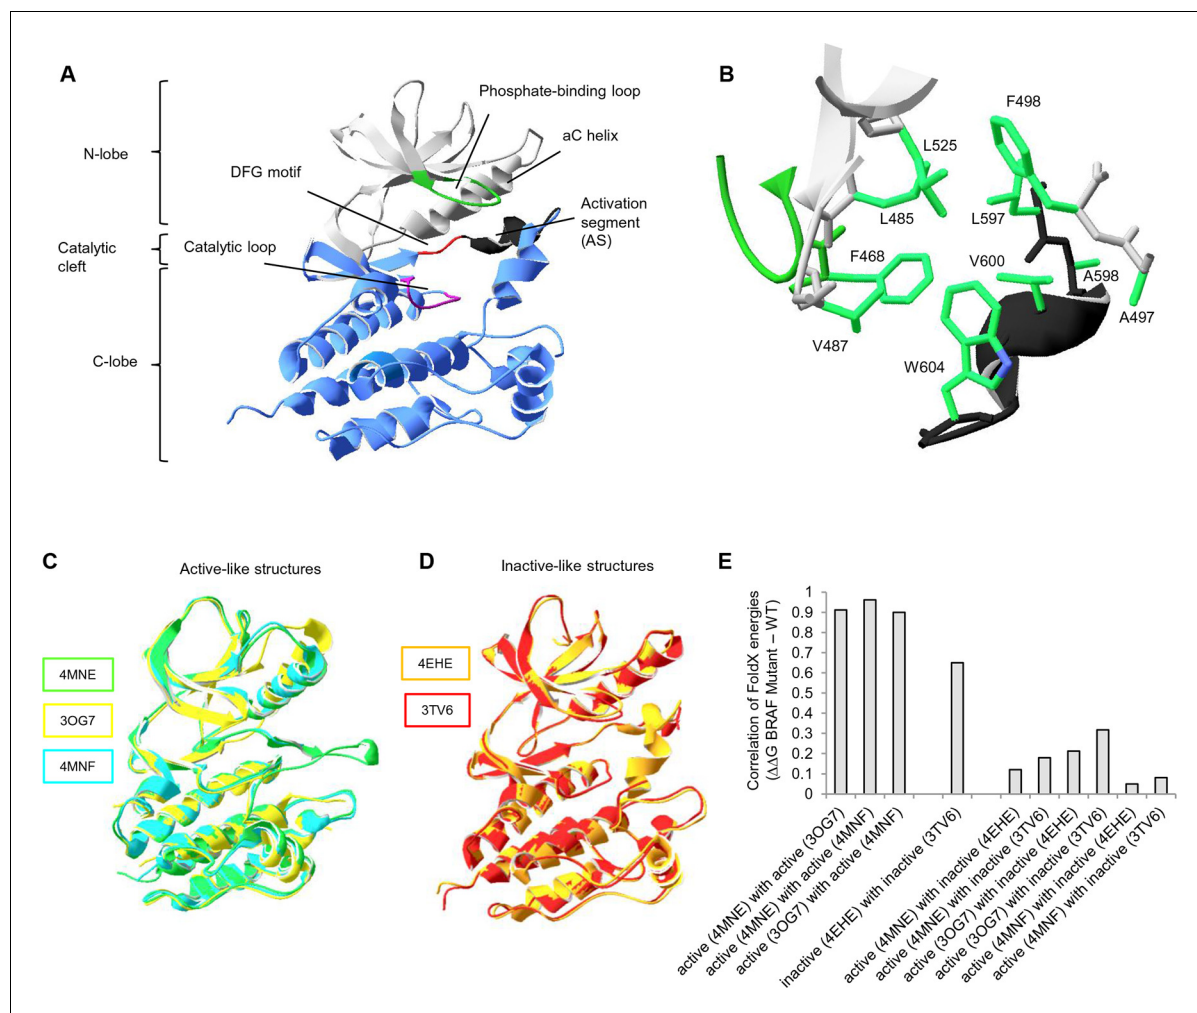 A
Phosphate-binding loop
aC helix
N-lobe
DFG motif
Activation
segment
(AS)
Catalytic
cleft
Catalytic loop
C-lobe
B
F498
L525
L485
L597
F468
V600
A598
A497
V487
W604
C
Active-like structures
4MNE
3OG7
4MNF
D
Inactive-like structures
4EHE
3TV6
E
Correlation of FoldX energies
(ΔΔG BRAF Mutant – WT)
1
0.9
0.8
0.7
0.6
0.5
0.4
0.3
0.2
0.1
0
active (4MNE) with active (3OG7)
active (4MNE) with active (4MNF)
active (3OG7) with active (4MNF)
inactive (4EHE) with inactive (3TV6)
active (4MNE) with inactive (4EHE)
active (4MNE) with inactive (3TV6)
active (3OG7) with inactive (4EHE)
active (3OG7) with inactive (3TV6)
active (4MNF) with inactive (4EHE)
active (4MNF) with inactive (3TV6)